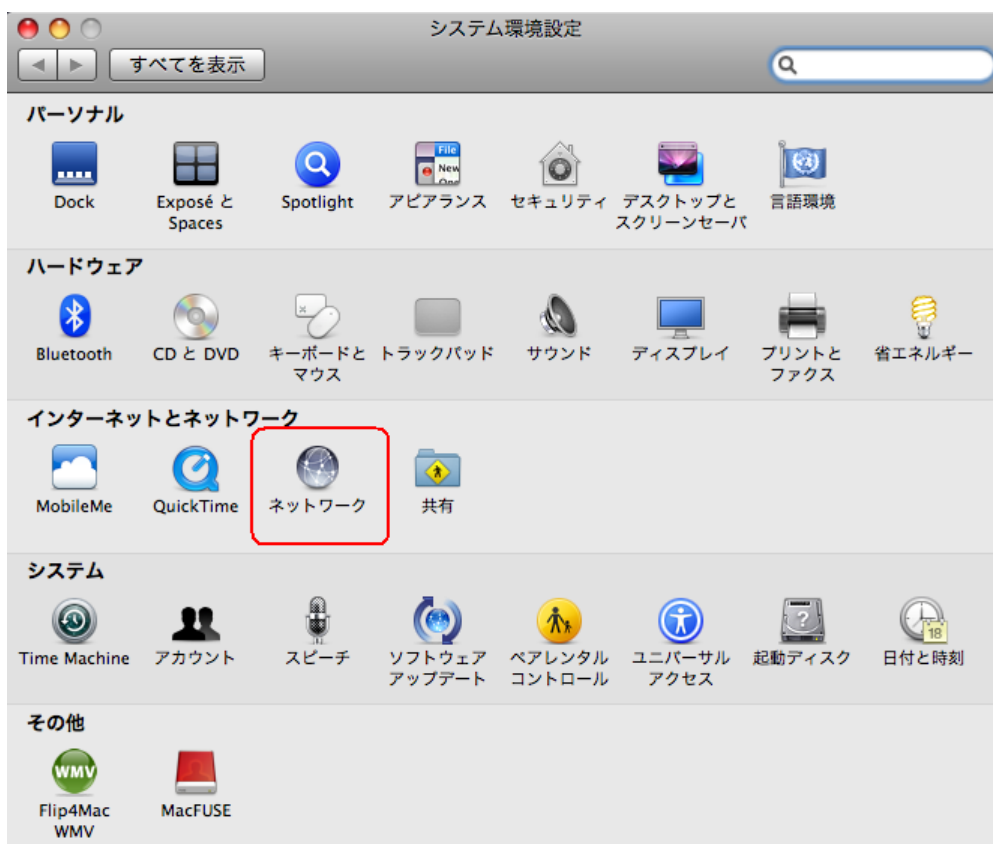 システム環境設定
すべてを表示
パーソナル
File
New
Dock
Exposé と
Spaces
Spotlight
アピアランス
セキュリティ
デスクトップと
スクリーンセーバ
言語環境
ハードウェア
Bluetooth
CD と DVD
キーボードと
マウス
トラックパッド
サウンド
ディスプレイ
プリントと
ファクス
省エネルギー
インターネットとネットワーク
MobileMe
QuickTime
ネットワーク
共有
システム
18
Time Machine
アカウント
スピーチ
ソフトウェア
アップデート
ペアレンタル
コントロール
ユニバーサル
アクセス
起動ディスク
日付と時刻
その他
WMV
Flip4Mac
WMV
MacFUSE